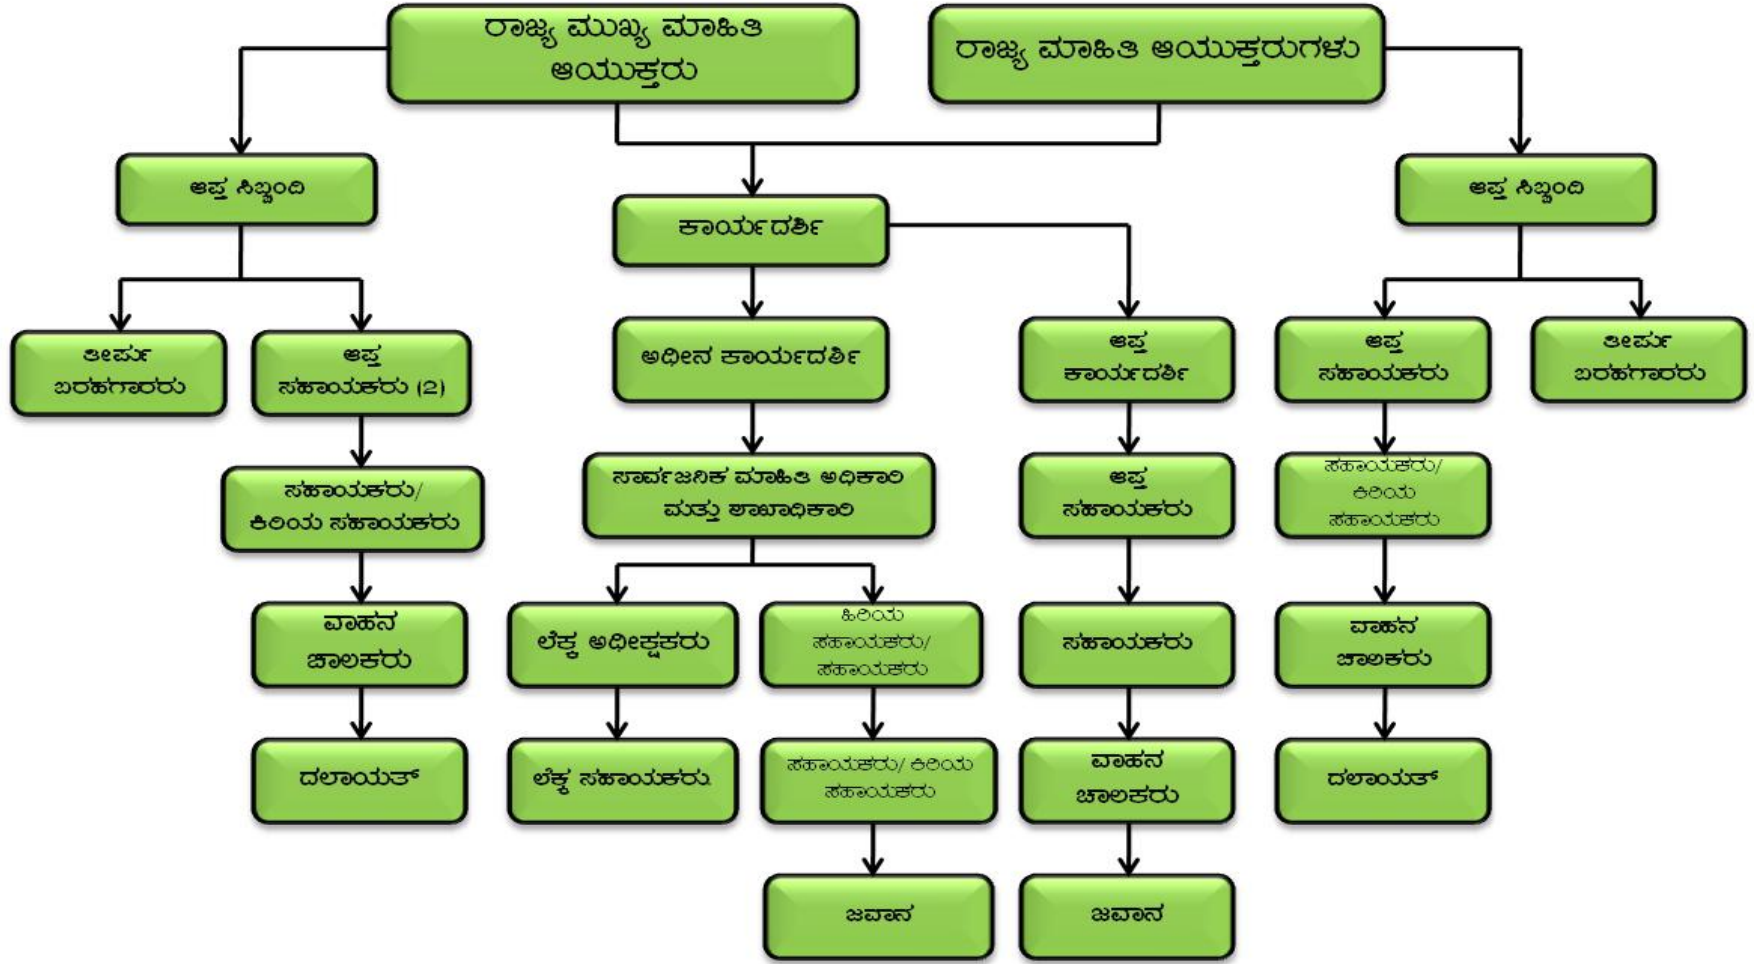 ರಾಜ್ಯ ಮುಖ್ಯ ಮಾಹಿತಿ
ಆಯುಕ್ತರು
ರಾಜ್ಯ ಮಾಹಿತಿ ಆಯುಕ್ತರುಗಳು
ಆಪ್ತ ಸಿಬ್ಬಂದಿ
ಆಪ್ತ ಸಿಬ್ಬಂದಿ
ಕಾರ್ಯದರ್ಶಿ
ತೀರ್ಪು
ಬರಹಗಾರರು
ಆಪ್ತ
ಸಹಾಯಕರು (2)
ಅಧೀನ ಕಾರ್ಯದರ್ಶಿ
ಆಪ್ತ
ಕಾರ್ಯದರ್ಶಿ
ಆಪ್ತ
ಸಹಾಯಕರು
ತೀರ್ಪು
ಬರಹಗಾರರು
ಸಹಾಯಕರು/
ಕಿರಿಯ ಸಹಾಯಕರು
ಸಾರ್ವಜನಿಕ ಮಾಹಿತಿ ಅಧಿಕಾರಿ
ಮತ್ತು ಶಾಖಾಧಿಕಾರಿ
ಆಪ್ತ
ಸಹಾಯಕರು
ಸಹಾಯಕರು/
ಕಿರಿಯ
ಸಹಾಯಕರು
ವಾಹನ
ಚಾಲಕರು
ಲೆಕ್ಕ ಅಧೀಕ್ಷಕರು
ಹಿರಿಯ
ಸಹಾಯಕರು/
ಸಹಾಯಕರು
ಸಹಾಯಕರು
ವಾಹನ
ಚಾಲಕರು
ದಲಾಯತ್
ಲೆಕ್ಕ ಸಹಾಯಕರು
ಸಹಾಯಕರು/ ಕಿರಿಯ
ಸಹಾಯಕರು
ವಾಹನ
ಚಾಲಕರು
ದಲಾಯತ್
ಜವಾನ
ಜವಾನ